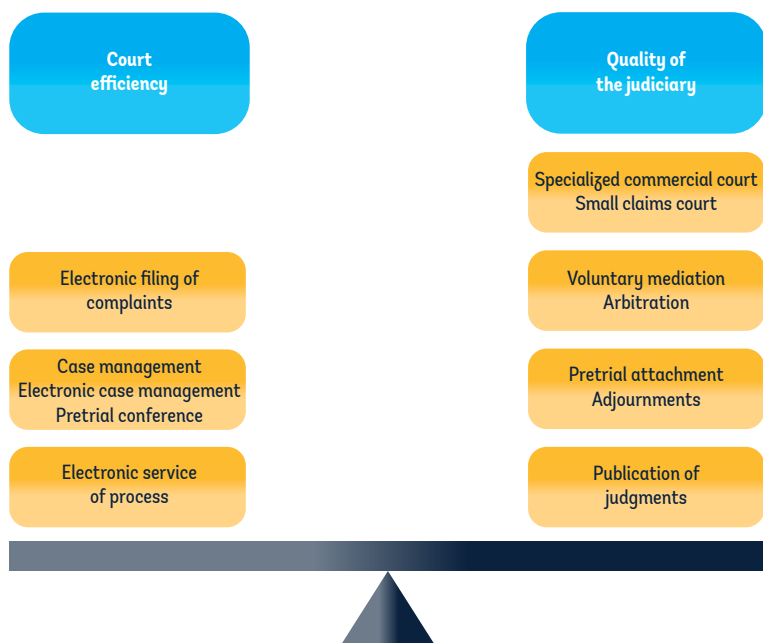 Court
efficiency
Electronic filing of
complaints
Case management
Electronic case management
Pretrial conference
Electronic service
of process
Quality of
the judiciary
Specialized commercial court
Small claims court
Voluntary mediation
Arbitration
Pretrial attachment
Adjournments
Publication of
judgments